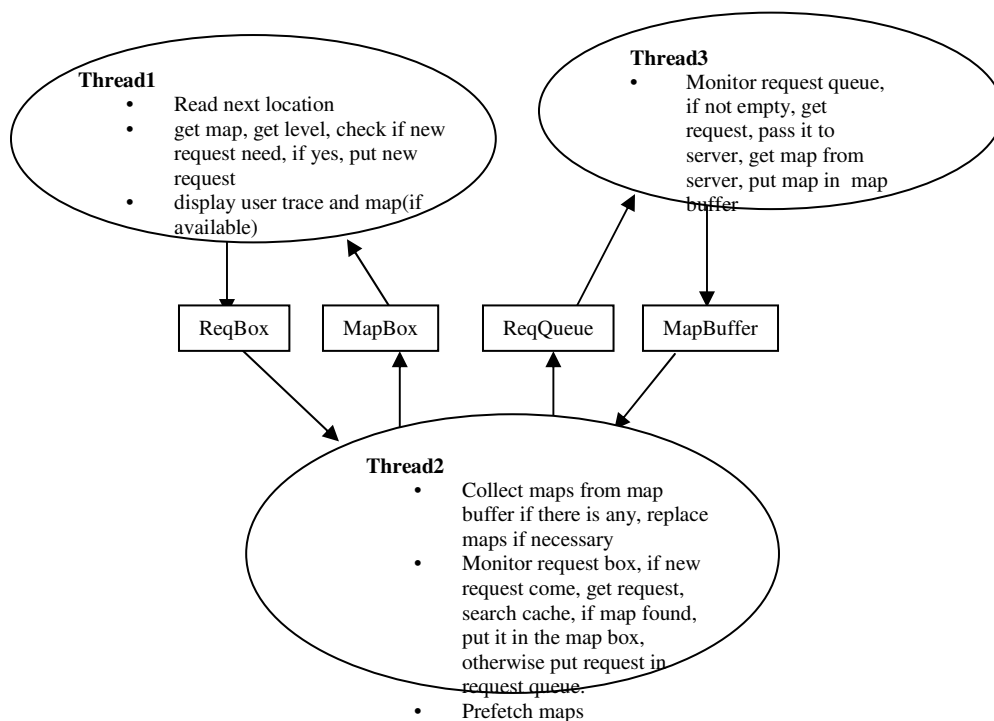 Thread1
• Read next location
• get map, get level, check if new
request need, if yes, put new
request
• display user trace and map(if
available)
Thread3
• Monitor request queue,
if not empty, get
request, pass it to
server, get map from
server, put map in map
buffer
ReqBox
MapBox
ReqQueue
MapBuffer
Thread2
• Collect maps from map
buffer if there is any, replace
maps if necessary
• Monitor request box, if new
request come, get request,
search cache, if map found,
put it in the map box,
otherwise put request in
request queue.
• Prefetch maps